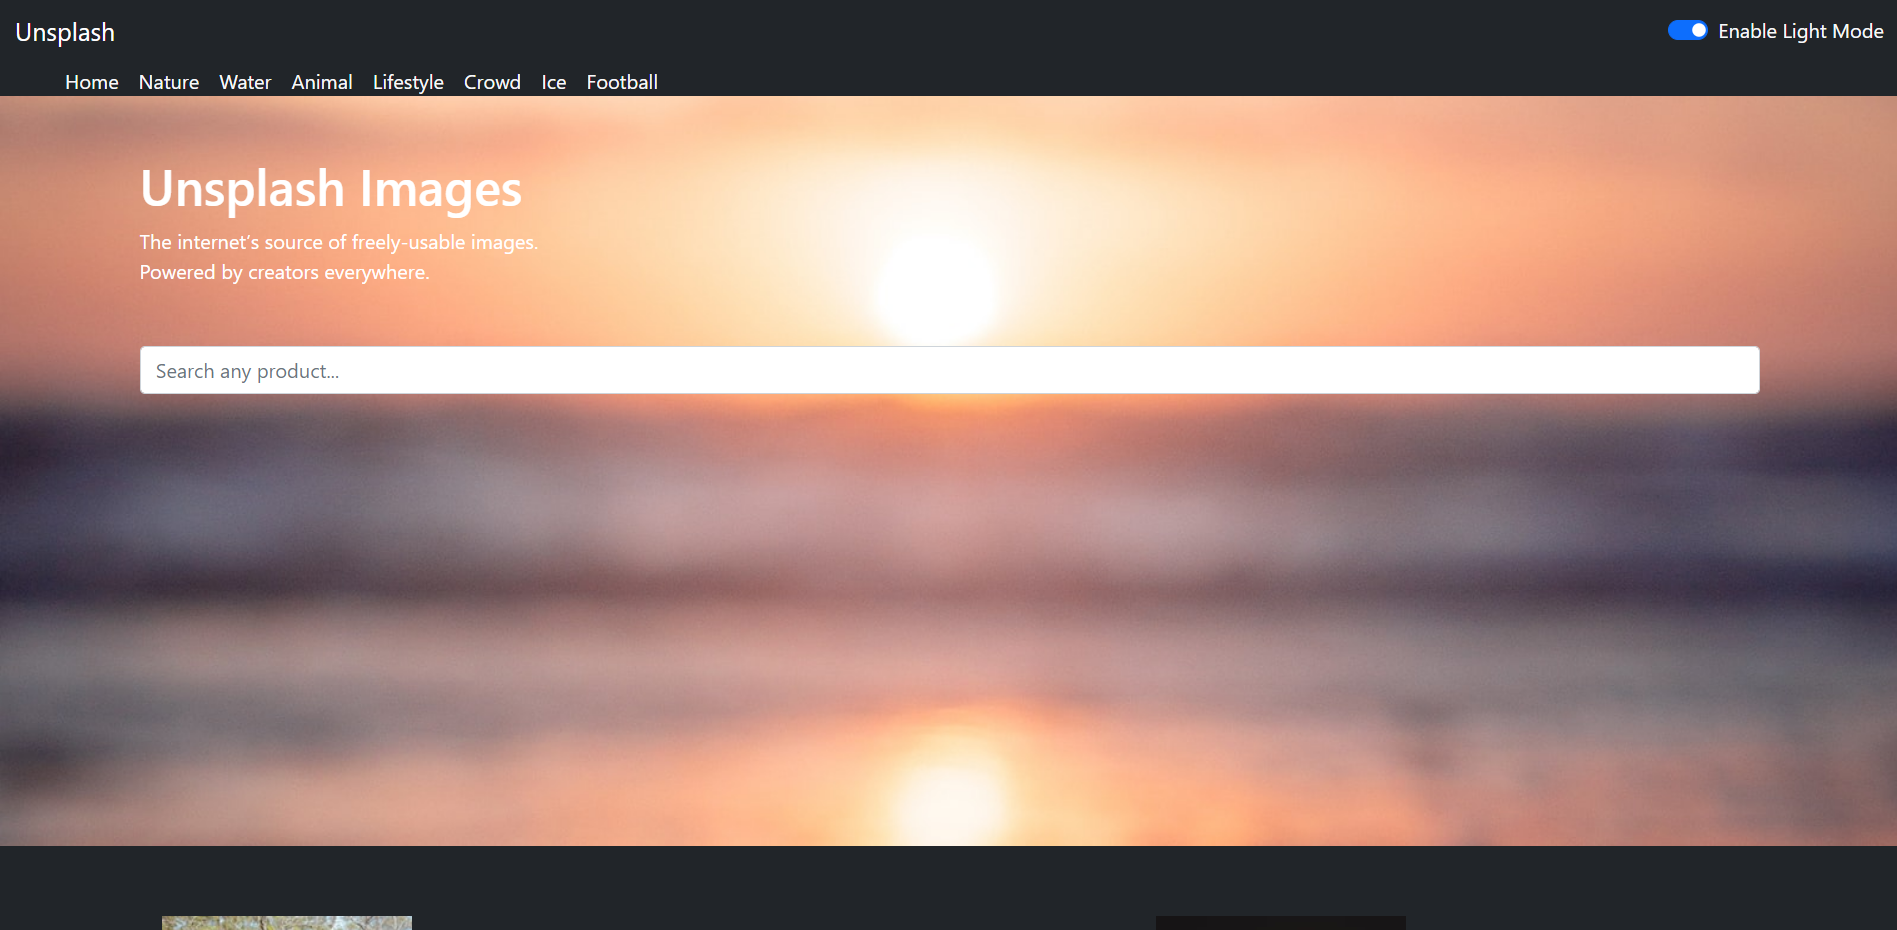 Unsplash
Enable Light Mode
Home Nature Water Animal Lifestyle Crowd Ice Football
Unsplash Images
The internet's source of freely-usable images.
Powered by creators everywhere.
Search any product...